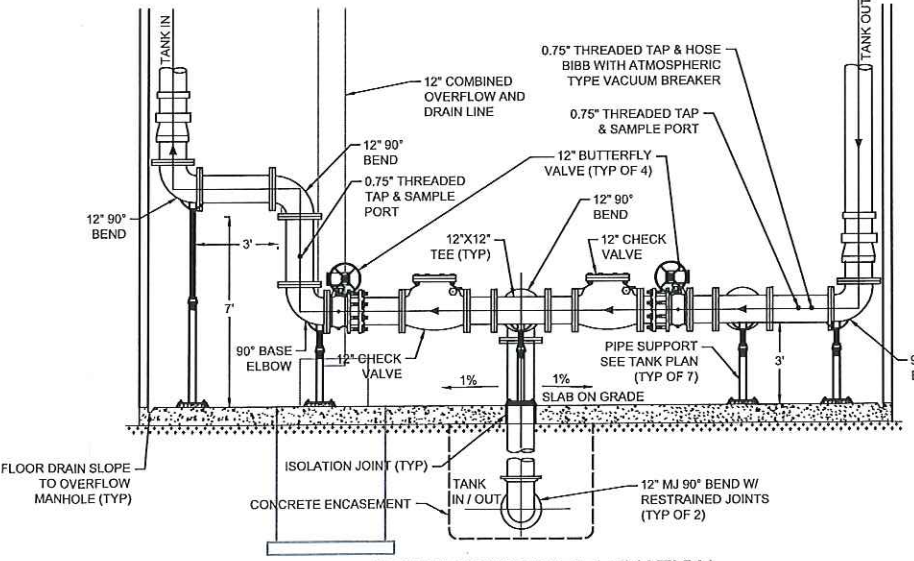 TANK IN
TANK OUT
0.75" THREADED TAP & HOSE
BIBB WITH ATMOSPHERIC
TYPE VACUUM BREAKER
12" COMBINED
OVERFLOW AND
DRAIN LINE
0.75" THREADED TAP
& SAMPLE PORT
12" 90°
BEND
12" BUTTERFLY
VALVE (TYP OF 4)
0.75" THREADED
TAP & SAMPLE
PORT
12" 90°
BEND
12" 90°
BEND
12"X12"
TEE (TYP)
12" CHECK
VALVE
3'
7'
90° BASE
ELBOW
12" CHECK
VALVE
PIPE SUPPORT
SEE TANK PLAN
(TYP OF 7)
3'
1%
1%
SLAB ON GRADE
FLOOR DRAIN SLOPE
TO OVERFLOW
MANHOLE (TYP)
ISOLATION JOINT (TYP)
TANK
IN / OUT
CONCRETE ENCASEMENT
12" MJ 90° BEND W/
RESTRAINED JOINTS
(TYP OF 2)